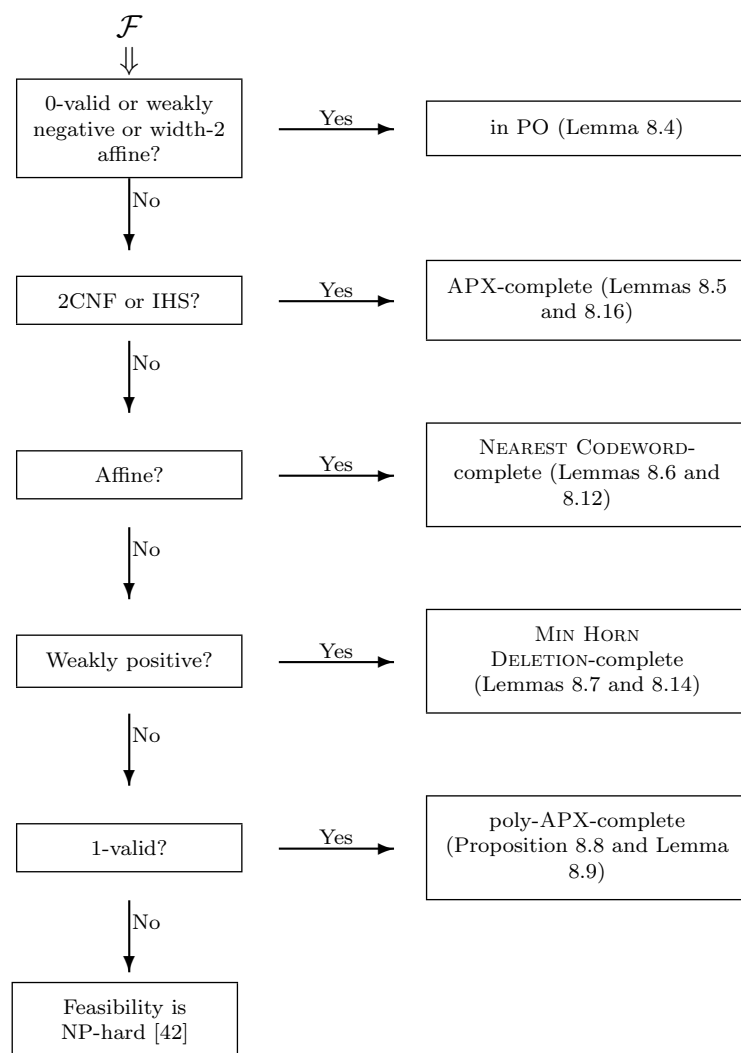 ℱ
⇓
0-valid or weakly
negative or width-2
affine?
Yes
in PO (Lemma 8.4)
No
2CNF or IHS?
Yes
APX-complete (Lemmas 8.5
and 8.16)
No
Affine?
Yes
NEAREST CODEWORD-
complete (Lemmas 8.6 and
8.12)
No
Weakly positive?
Yes
MIN HORN
DELETION-complete
(Lemmas 8.7 and 8.14)
No
1-valid?
Yes
poly-APX-complete
(Proposition 8.8 and Lemma
8.9)
No
Feasibility is
NP-hard [42]